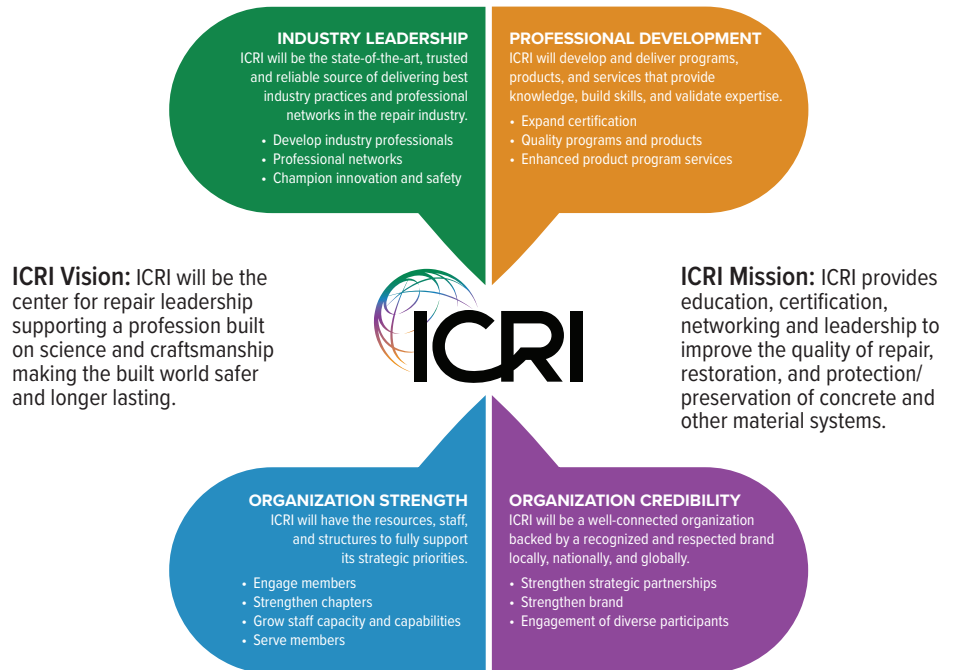 INDUSTRY LEADERSHIP
ICRI will be the state-of-the-art, trusted
and reliable source of delivering best
industry practices and professional
networks in the repair industry.
• Develop industry professionals
• Professional networks
• Champion innovation and safety
PROFESSIONAL DEVELOPMENT
ICRI will develop and deliver programs,
products, and services that provide
knowledge, build skills, and validate expertise.
• Expand certification
• Quality programs and products
• Enhanced product program services
ICRI Vision: ICRI will be the
center for repair leadership
supporting a profession built
on science and craftsmanship
making the built world safer
and longer lasting.
ICRI
ICRI Mission: ICRI provides
education, certification,
networking and leadership to
improve the quality of repair,
restoration, and protection/
preservation of concrete and
other material systems.
ORGANIZATION STRENGTH
ICRI will have the resources, staff,
and structures to fully support
its strategic priorities.
• Engage members
• Strengthen chapters
• Grow staff capacity and capabilities
• Serve members
ORGANIZATION CREDIBILITY
ICRI will be a well-connected organization
backed by a recognized and respected brand
locally, nationally, and globally.
• Strengthen strategic partnerships
• Strengthen brand
• Engagement of diverse participants